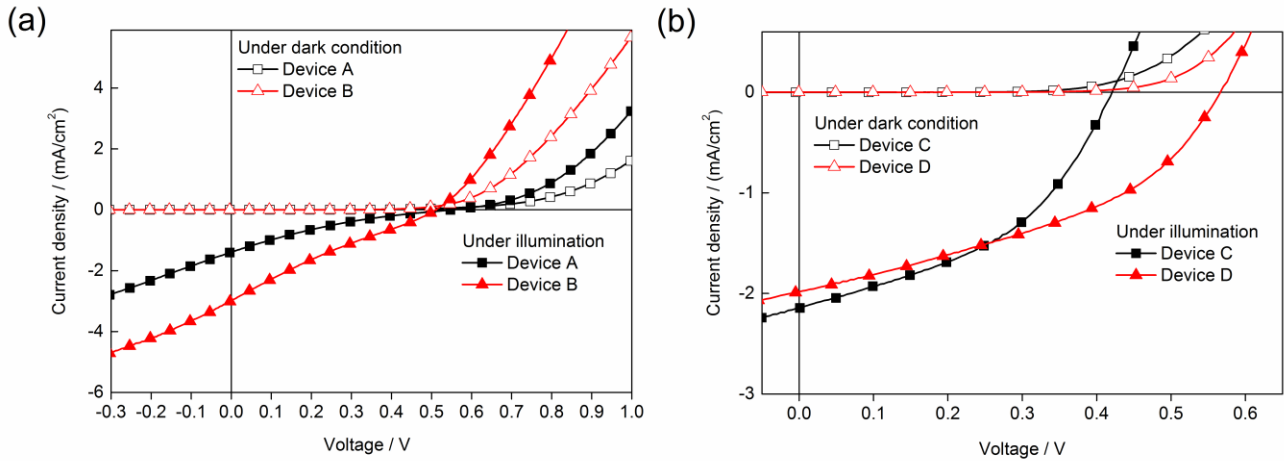 (a)
Under dark condition
Device A
Device B
Under illumination
Device A
Device B
Current density / (mA/cm²)
4
2
0
-2
-4
-6
-0.3 -0.2 -0.1 0.0 0.1 0.2 0.3 0.4 0.5 0.6 0.7 0.8 0.9 1.0
Voltage / V
(b)
Under dark condition
Device C
Device D
Under illumination
Device C
Device D
Current density / (mA/cm²)
0
-1
-2
-3
0.0 0.1 0.2 0.3 0.4 0.5 0.6
Voltage / V